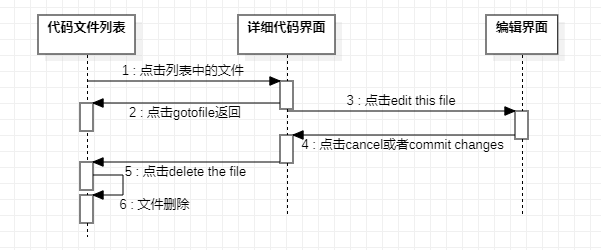 代码文件列表
详细代码界面
编辑界面
1 : 点击列表中的文件
2 : 点击gotofile返回
3 : 点击edit this file
4 : 点击cancel或者commit changes
5 : 点击delete the file
6 : 文件删除